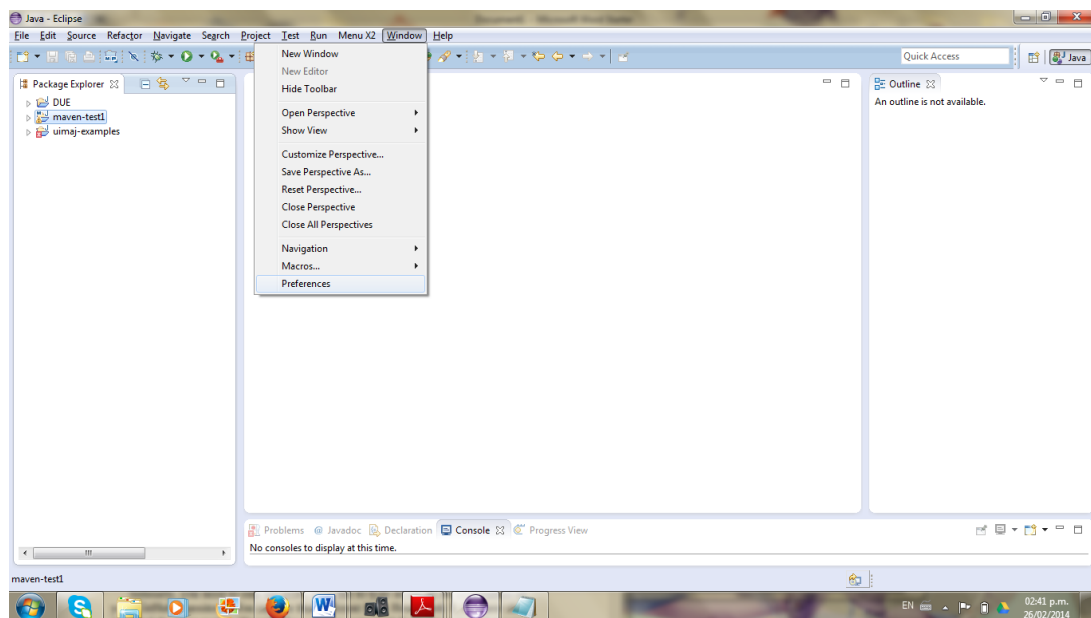 Java - Eclipse
File Edit Source Refactor Navigate Search Project Test Run Menu X2 Window Help
Quick Access
Java
Package Explorer
DUE
maven-test1
uimaj-examples
New Window
New Editor
Hide Toolbar
Open Perspective
Show View
Customize Perspective...
Save Perspective As...
Reset Perspective...
Close Perspective
Close All Perspectives
Navigation
Macros...
Preferences
Outline
An outline is not available.
Problems @ Javadoc Declaration Console Progress View
No consoles to display at this time.
maven-test1
EN
02:41 p.m.
26/02/2014